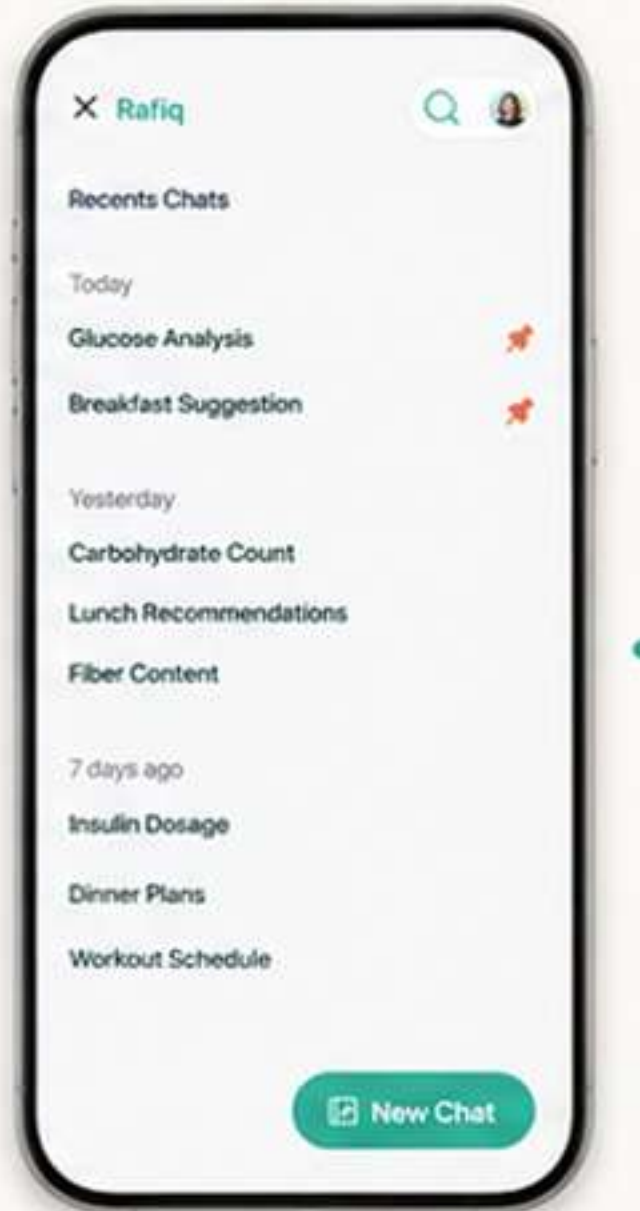 Rafiq
Recents Chats
Today
Glucose Analysis
Breakfast Suggestion
Yesterday
Carbohydrate Count
Lunch Recommendations
Fiber Content
7 days ago
Insulin Dosage
Dinner Plans
Workout Schedule
New Chat